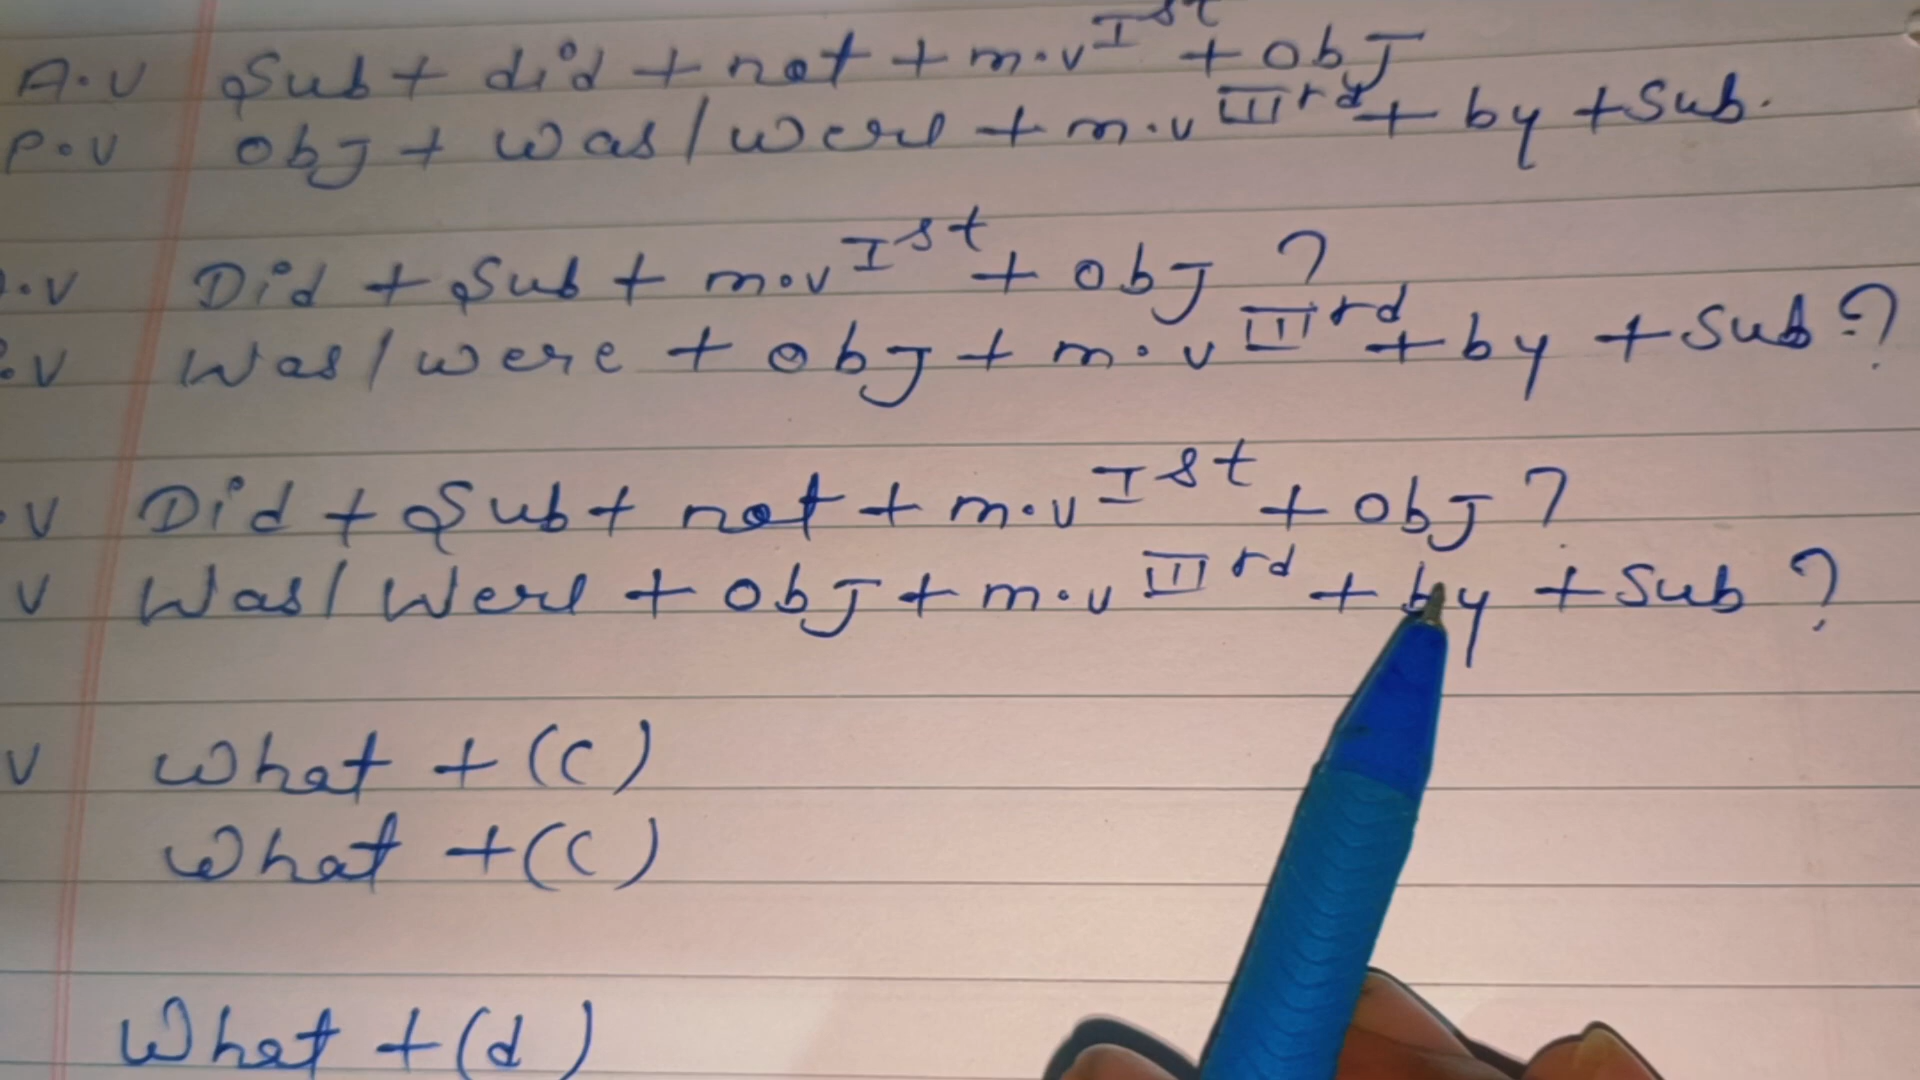 A.V Sub + did + not + m.v Ist + obj
P.V obj + was/were + m.v IIIrd + by + Sub.
.V Did + Sub + m.v Ist + obj ?
.V Was/were + obj + m.v IIIrd + by + Sub ?
.V Did + Sub + not + m.v Ist + obj ?
V Was/Were + obj + m.v IIIrd + by + Sub ?
V What + (c)
What + (c)
What + (d)